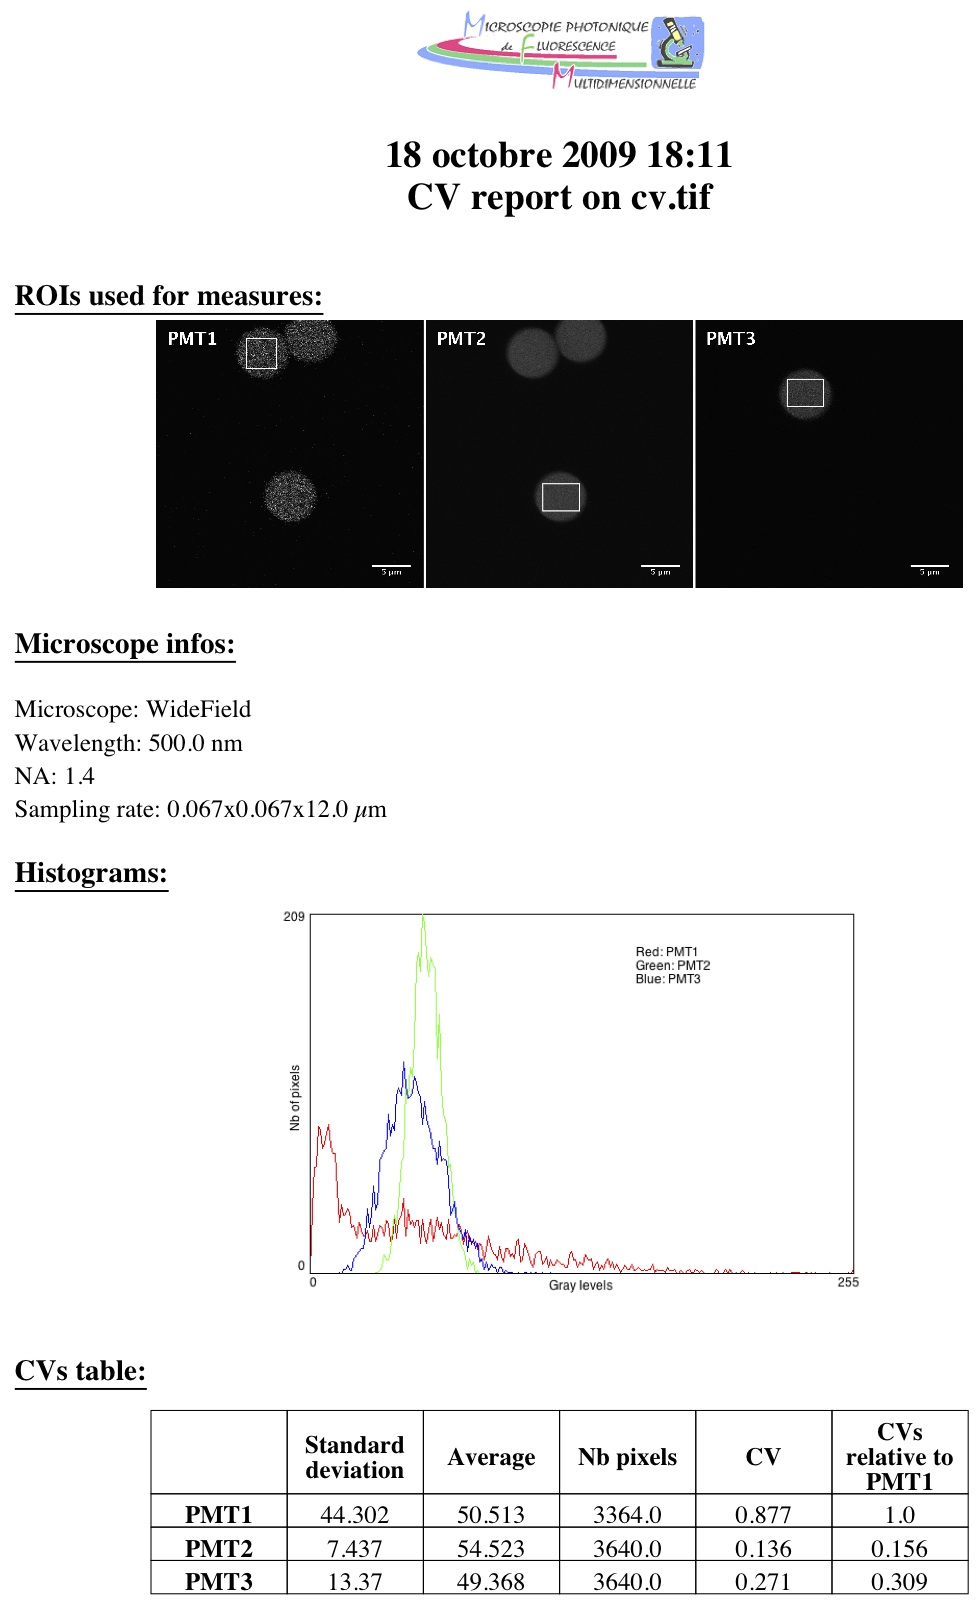 MICROSCOPIE PHOTONIQUE
de FLUORESCENCE
MULTIDIMENSIONNELLE
18 octobre 2009 18:11
CV report on cv.tif
ROIs used for measures:
PMT1 PMT2 PMT3
5 µm 5 µm 5 µm
Microscope infos:
Microscope: WideField
Wavelength: 500.0 nm
NA: 1.4
Sampling rate: 0.067x0.067x12.0 µm
Histograms:
209
Red: PMT1
Green: PMT2
Blue: PMT3
Nb of pixels
0
0 Gray levels 255
CVs table:
Standard deviation Average Nb pixels CV CVs relative to PMT1
PMT1 44.302 50.513 3364.0 0.877 1.0
PMT2 7.437 54.523 3640.0 0.136 0.156
PMT3 13.37 49.368 3640.0 0.271 0.309